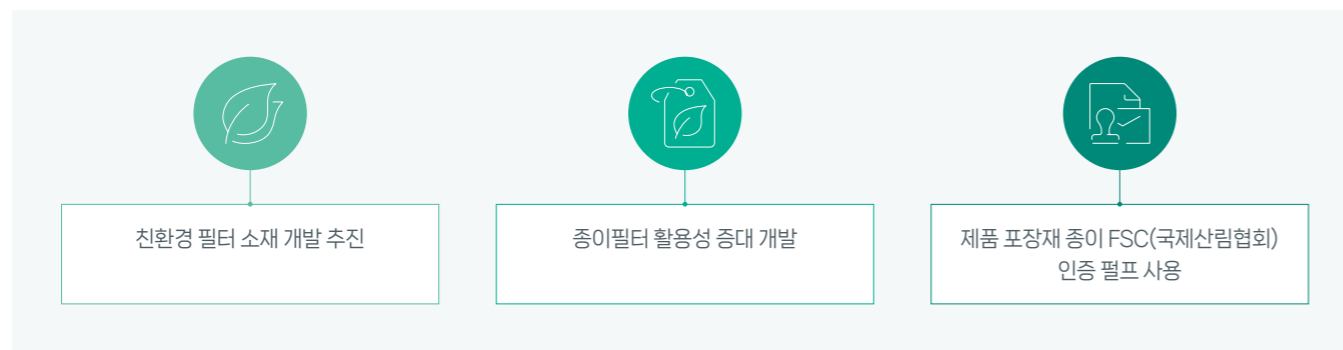 친환경 필터 소재 개발 추진
종이필터 활용성 증대 개발
제품 포장재 종이 FSC(국제산림협회)
인증 펄프 사용